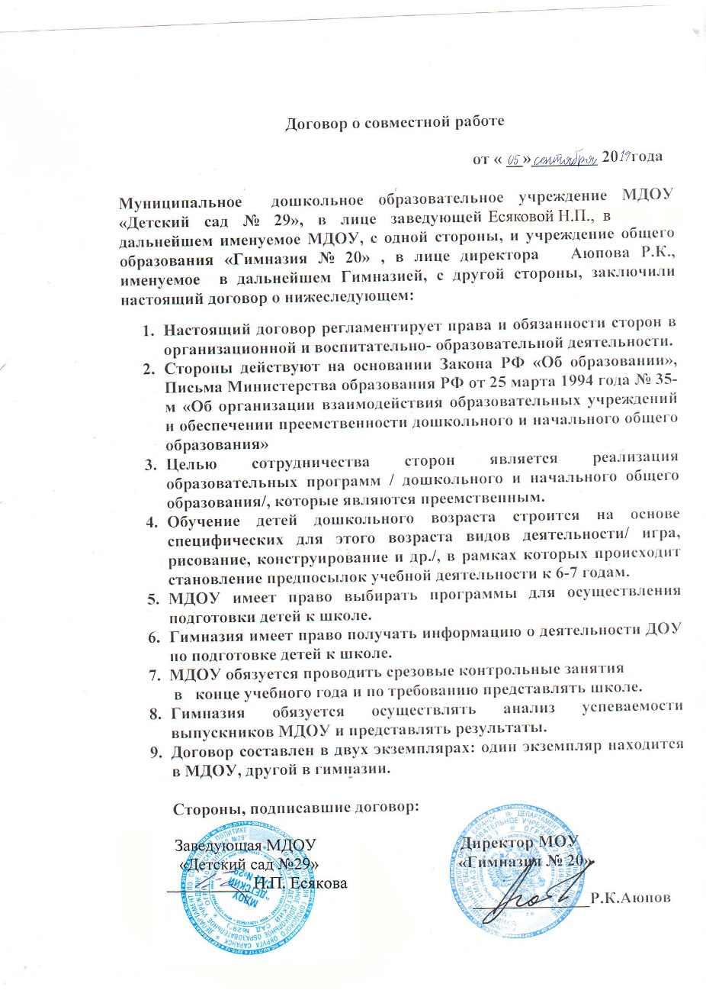 Договор о совместной работе
от « 05 » сентября 2019 года
Муниципальное дошкольное образовательное учреждение МДОУ
«Детский сад № 29», в лице заведующей Есяковой Н.П., в
дальнейшем именуемое МДОУ, с одной стороны, и учреждение общего
образования «Гимназия № 20» , в лице директора Аюпова Р.К.,
именуемое в дальнейшем Гимназией, с другой стороны, заключили
настоящий договор о нижеследующем:
1. Настоящий договор регламентирует права и обязанности сторон в
организационной и воспитательно- образовательной деятельности.
2. Стороны действуют на основании Закона РФ «Об образовании»,
Письма Министерства образования РФ от 25 марта 1994 года № 35-
м «Об организации взаимодействия образовательных учреждений
и обеспечении преемственности дошкольного и начального общего
образования»
3. Целью сотрудничества сторон является реализация
образовательных программ / дошкольного и начального общего
образования/, которые являются преемственным.
4. Обучение детей дошкольного возраста строится на основе
специфических для этого возраста видов деятельности/ игра,
рисование, конструирование и др./, в рамках которых происходит
становление предпосылок учебной деятельности к 6-7 годам.
5. МДОУ имеет право выбирать программы для осуществления
подготовки детей к школе.
6. Гимназия имеет право получать информацию о деятельности ДОУ
по подготовке детей к школе.
7. МДОУ обязуется проводить срезовые контрольные занятия
в конце учебного года и по требованию представлять школе.
8. Гимназия обязуется осуществлять анализ успеваемости
выпускников МДОУ и представлять результаты.
9. Договор составлен в двух экземплярах: один экземпляр находится
в МДОУ, другой в гимназии.
Стороны, подписавшие договор:
Заведующая МДОУ
«Детский сад №29»
Н.П. Есякова
Директор МОУ
«Гимназия № 20»
Р.К.Аюпов
МДОУ
"ДЕТСКИЙ
САД №29"